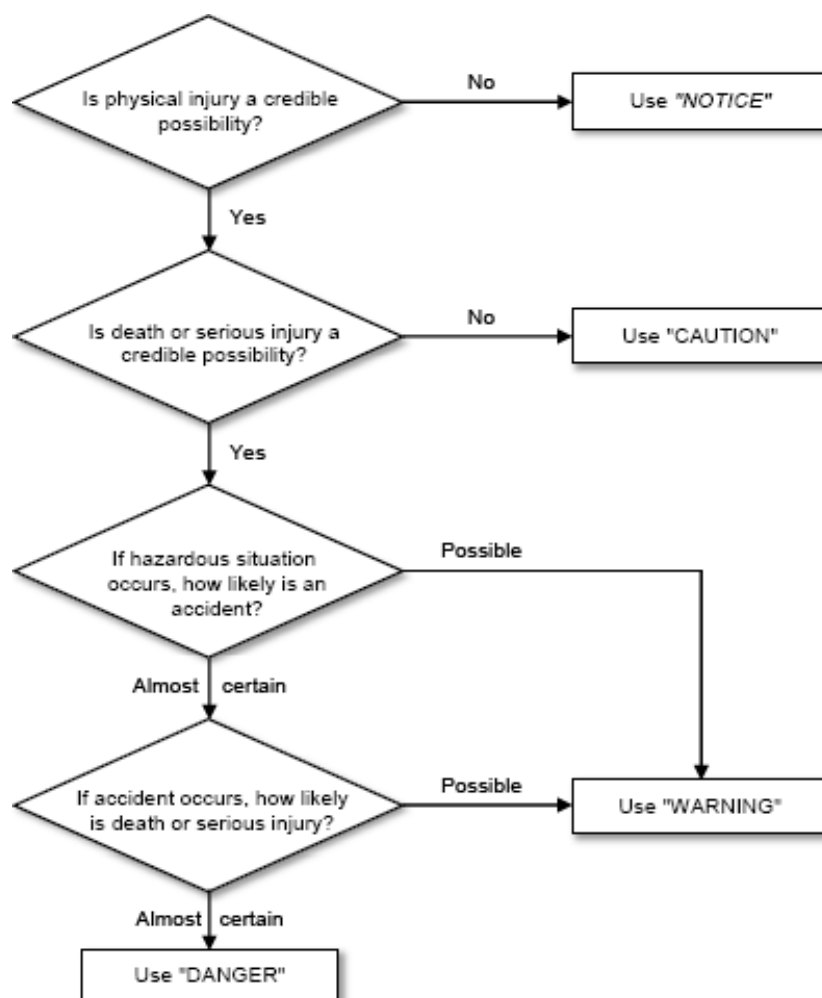 Is physical injury a credible
possibility?
No
Use "NOTICE"
Yes
Is death or serious injury a
credible possibility?
No
Use "CAUTION"
Yes
If hazardous situation
occurs, how likely is an
accident?
Possible
Almost certain
If accident occurs, how likely
is death or serious injury?
Possible
Use "WARNING"
Almost certain
Use "DANGER"